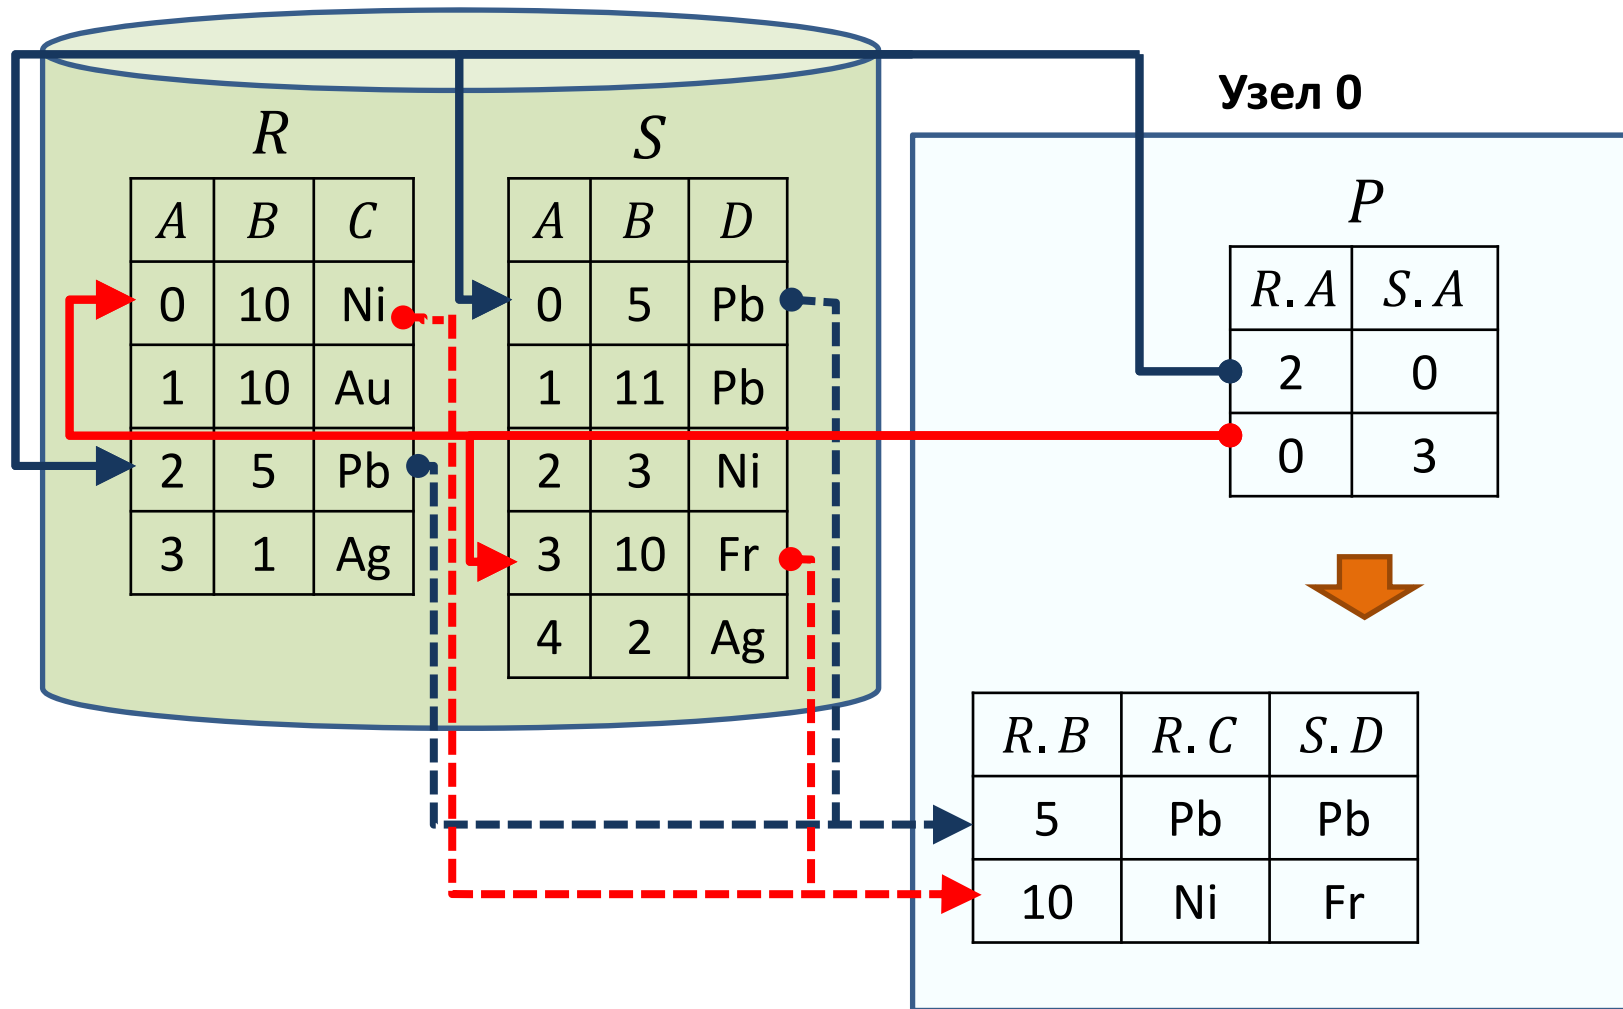 Узел 0
R
A B C
0 10 Ni
1 10 Au
2 5 Pb
3 1 Ag
S
A B D
0 5 Pb
1 11 Pb
2 3 Ni
3 10 Fr
4 2 Ag
P
R.A S.A
2 0
0 3
R.B R.C S.D
5 Pb Pb
10 Ni Fr